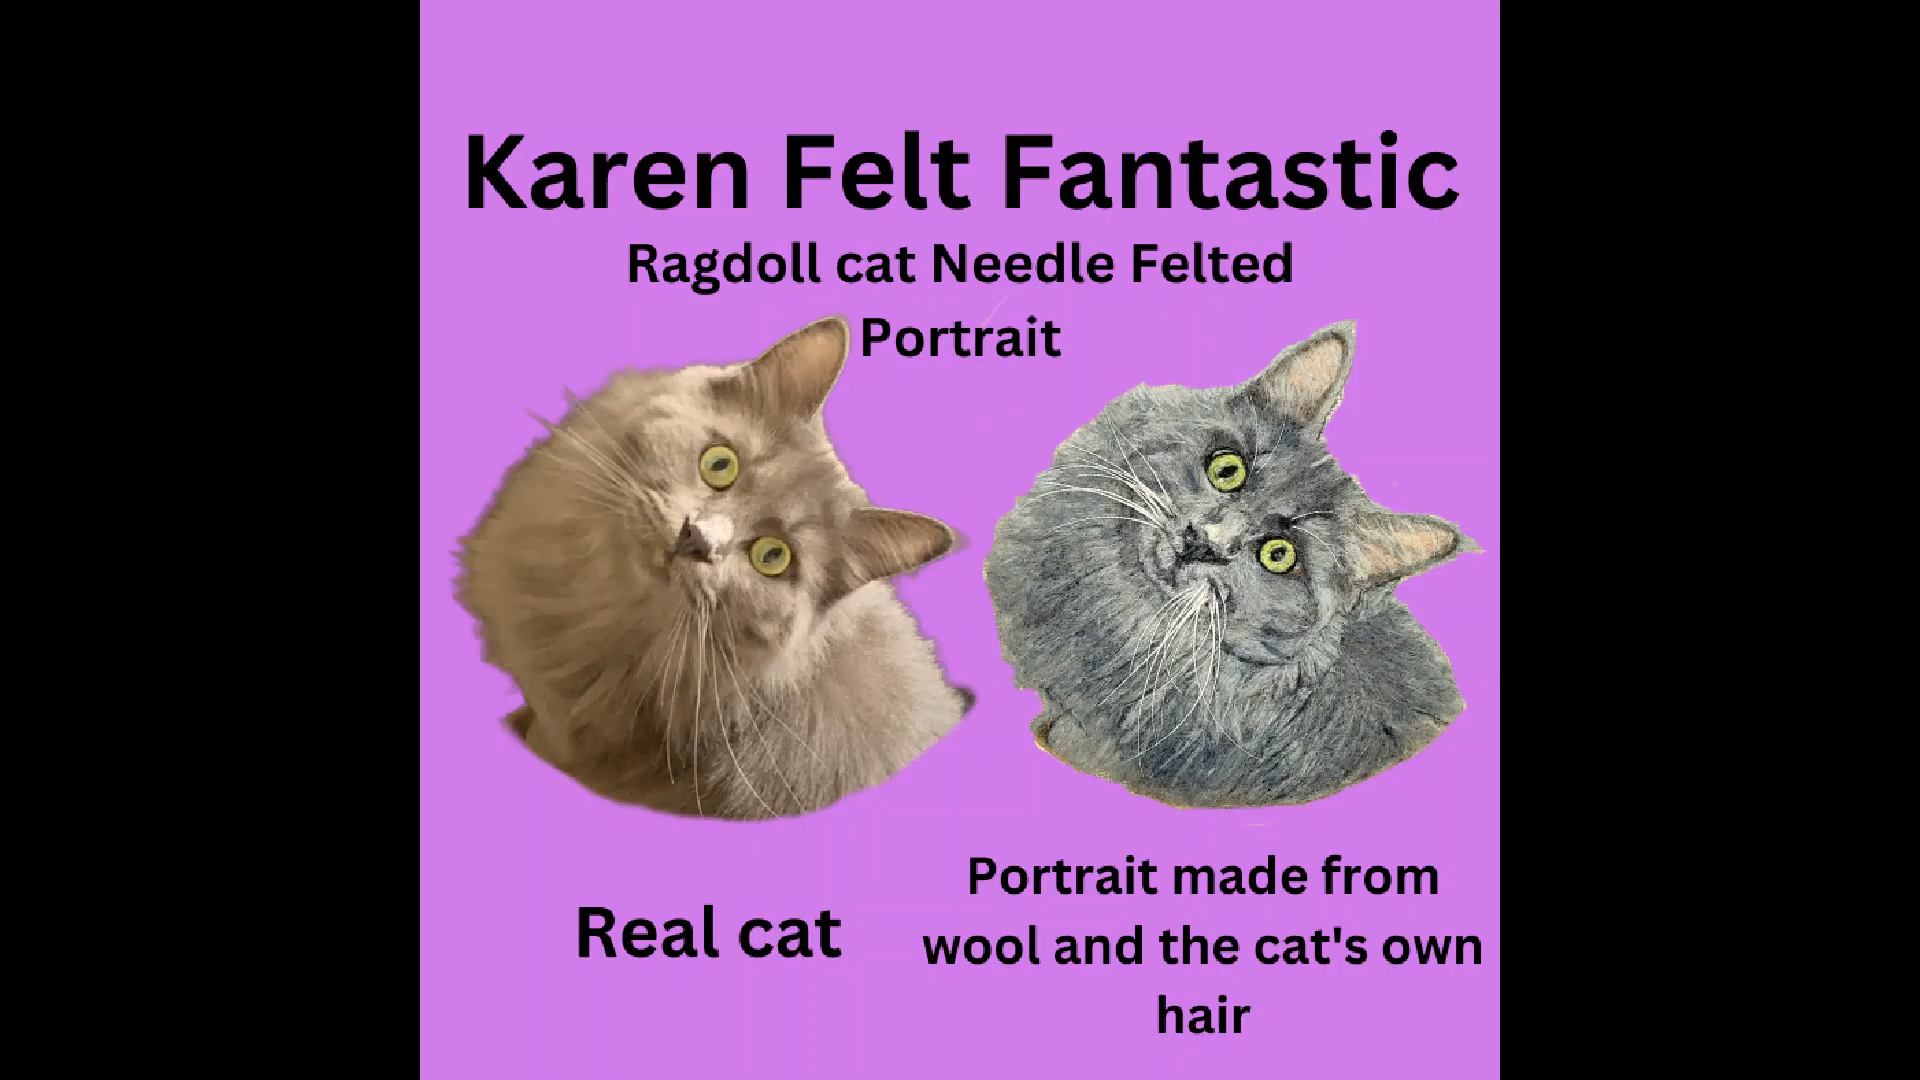 Karen Felt Fantastic
Ragdoll cat Needle Felted
Portrait
Real cat
Portrait made from
wool and the cat's own
hair